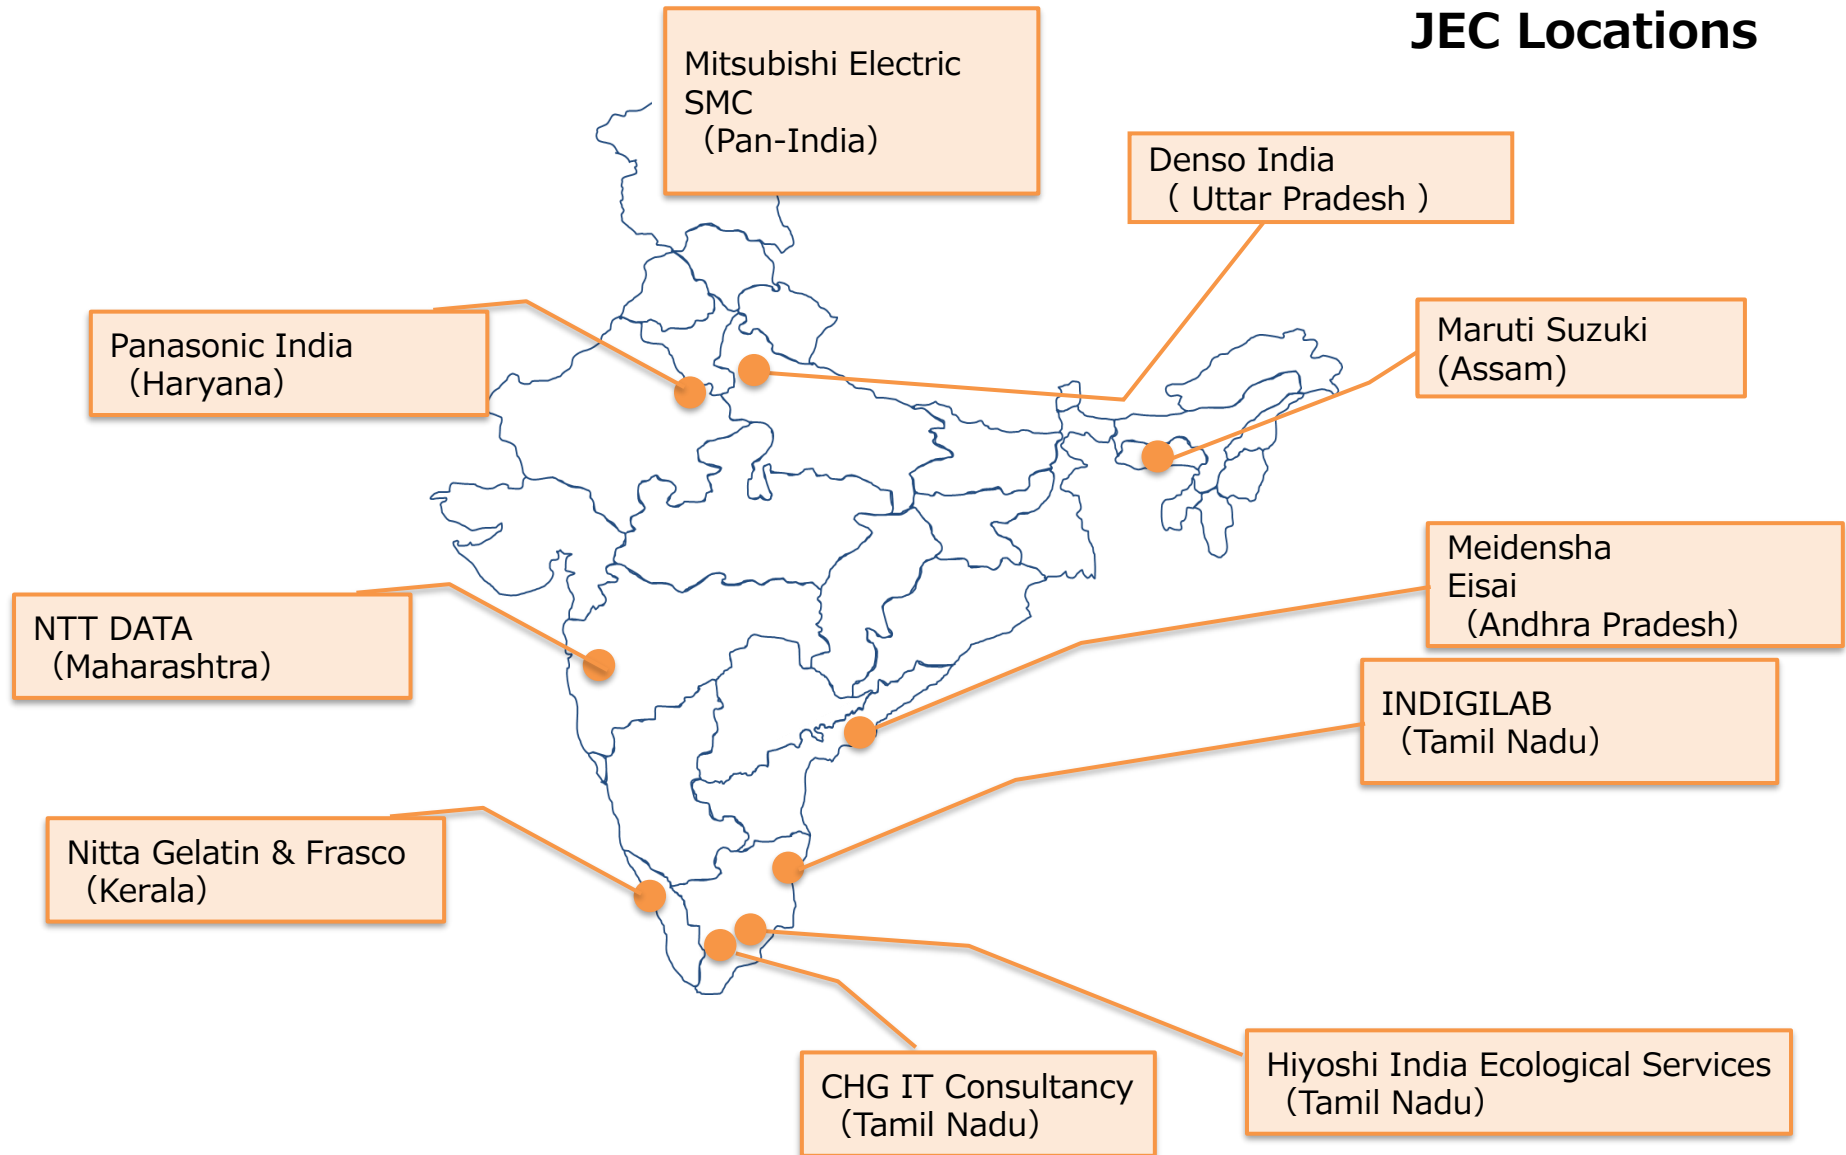 JEC Locations
Mitsubishi Electric
SMC
（Pan-India）
Denso India
（ Uttar Pradesh ）
Panasonic India
（Haryana）
Maruti Suzuki
(Assam)
Meidensha
Eisai
（Andhra Pradesh）
NTT DATA
（Maharashtra）
INDIGILAB
（Tamil Nadu）
Nitta Gelatin & Frasco
（Kerala）
Hiyoshi India Ecological Services
（Tamil Nadu）
CHG IT Consultancy
（Tamil Nadu）